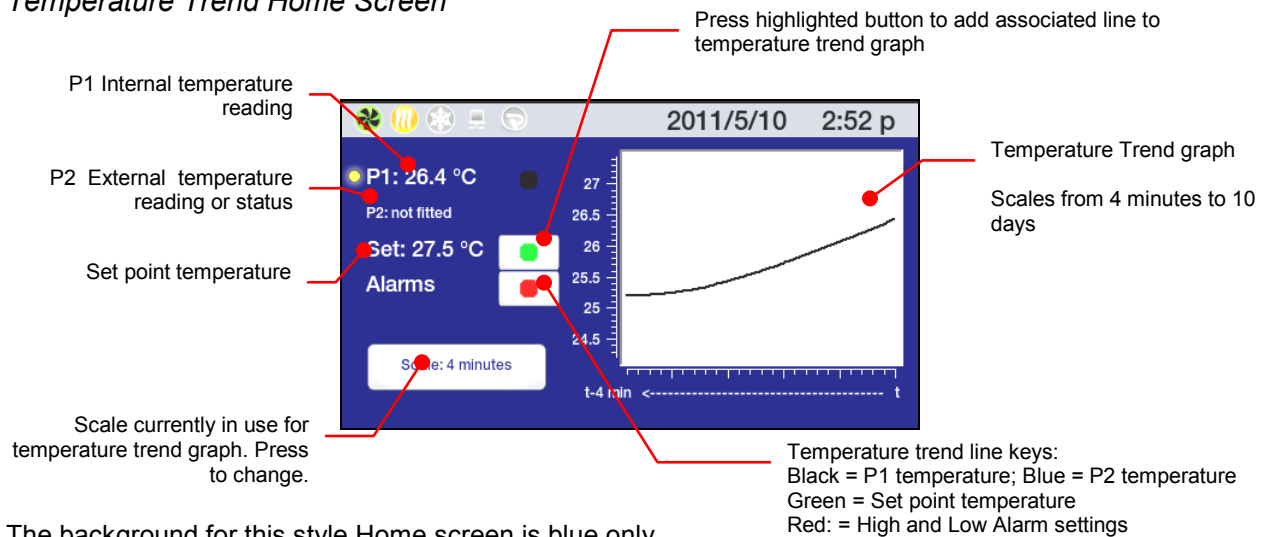 Temperature Trend Home Screen
Press highlighted button to add associated line to
temperature trend graph
P1 Internal temperature
reading
2011/5/10 2:52 p
P1: 26.4 °C
P2 External temperature
reading or status
P2: not fitted
Set: 27.5 °C
Set point temperature
Alarms
Scale: 4 minutes
27
26.5
26
25.5
25
24.5
t-4 min <--------------------------------------- t
Temperature Trend graph
Scales from 4 minutes to 10
days
Scale currently in use for
temperature trend graph. Press
to change.
Temperature trend line keys:
Black = P1 temperature; Blue = P2 temperature
Green = Set point temperature
Red: = High and Low Alarm settings
The background for this style Home screen is blue only